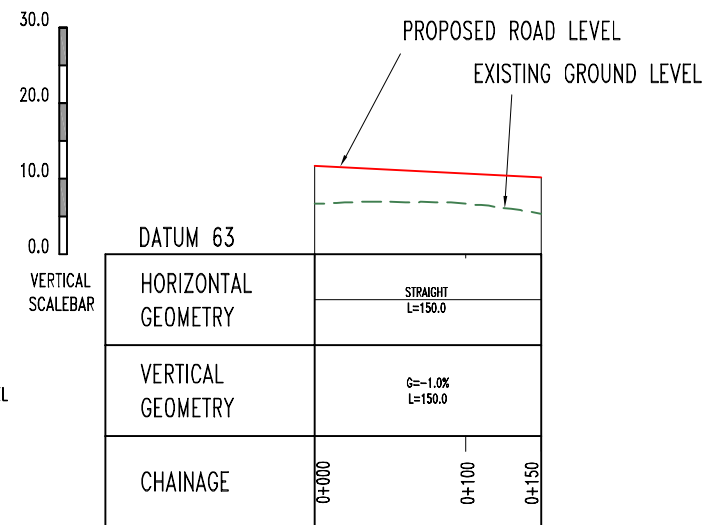 30.0
20.0
10.0
0.0
VERTICAL
SCALEBAR
PROPOSED ROAD LEVEL
EXISTING GROUND LEVEL
DATUM 63
HORIZONTAL
GEOMETRY
STRAIGHT
L=150.0
VERTICAL
GEOMETRY
G=-1.0%
L=150.0
CHAINAGE
0+000
0+100
0+150